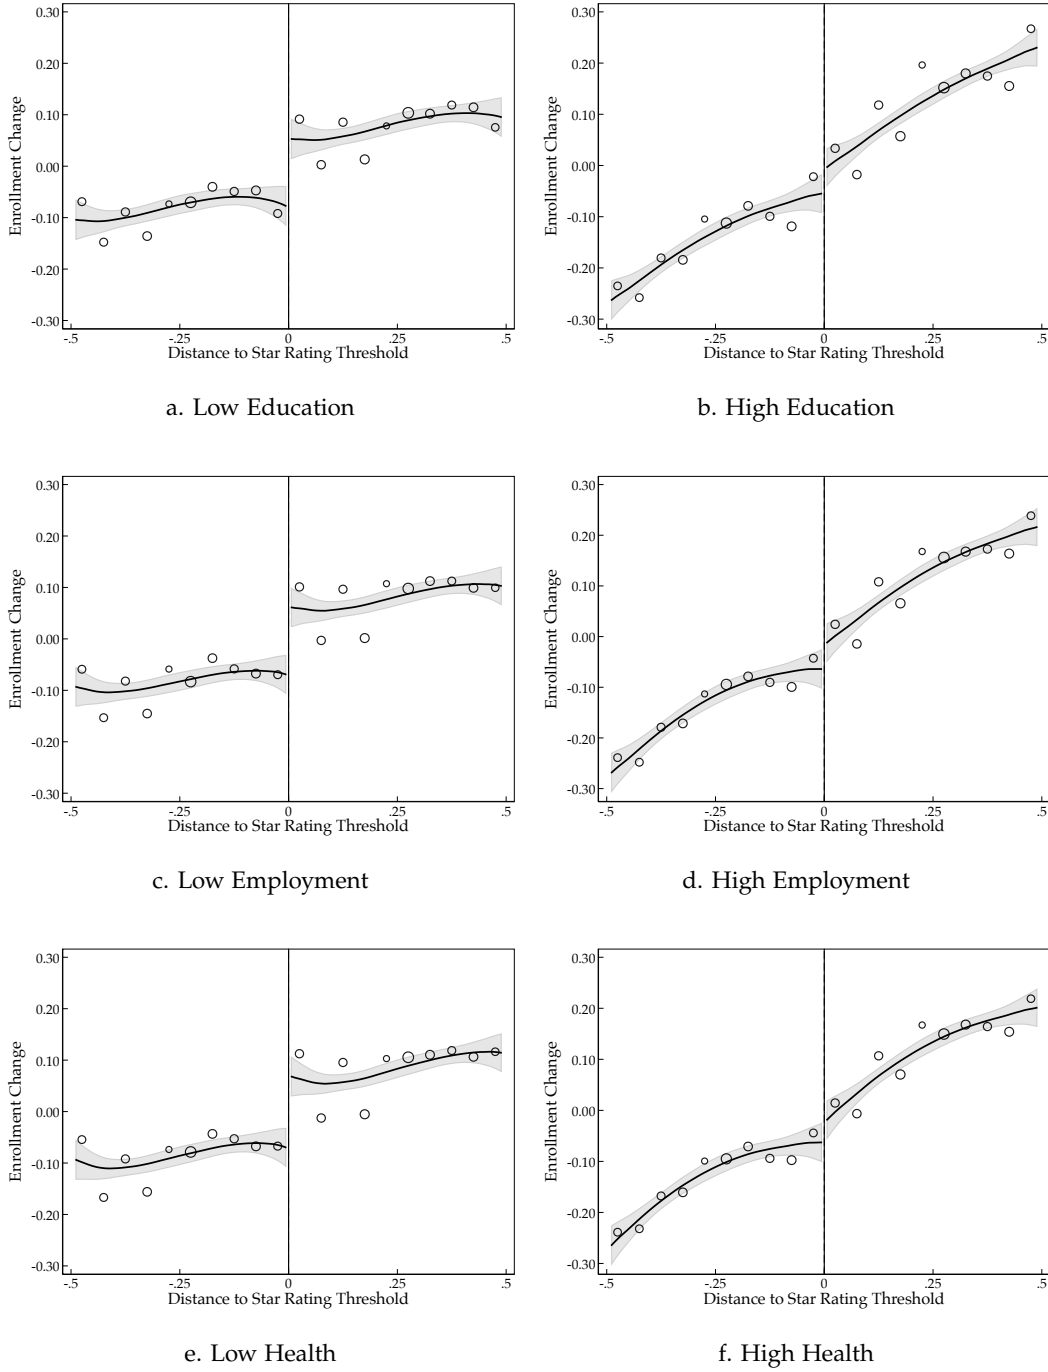 0.30
0.20
0.10
0.00
-0.10
-0.20
-0.30
Enrollment Change
-.5 -.25 0 .25 .5
Distance to Star Rating Threshold
a. Low Education
0.30
0.20
0.10
0.00
-0.10
-0.20
-0.30
Enrollment Change
-.5 -.25 0 .25 .5
Distance to Star Rating Threshold
b. High Education
0.30
0.20
0.10
0.00
-0.10
-0.20
-0.30
Enrollment Change
-.5 -.25 0 .25 .5
Distance to Star Rating Threshold
c. Low Employment
0.30
0.20
0.10
0.00
-0.10
-0.20
-0.30
Enrollment Change
-.5 -.25 0 .25 .5
Distance to Star Rating Threshold
d. High Employment
0.30
0.20
0.10
0.00
-0.10
-0.20
-0.30
Enrollment Change
-.5 -.25 0 .25 .5
Distance to Star Rating Threshold
e. Low Health
0.30
0.20
0.10
0.00
-0.10
-0.20
-0.30
Enrollment Change
-.5 -.25 0 .25 .5
Distance to Star Rating Threshold
f. High Health